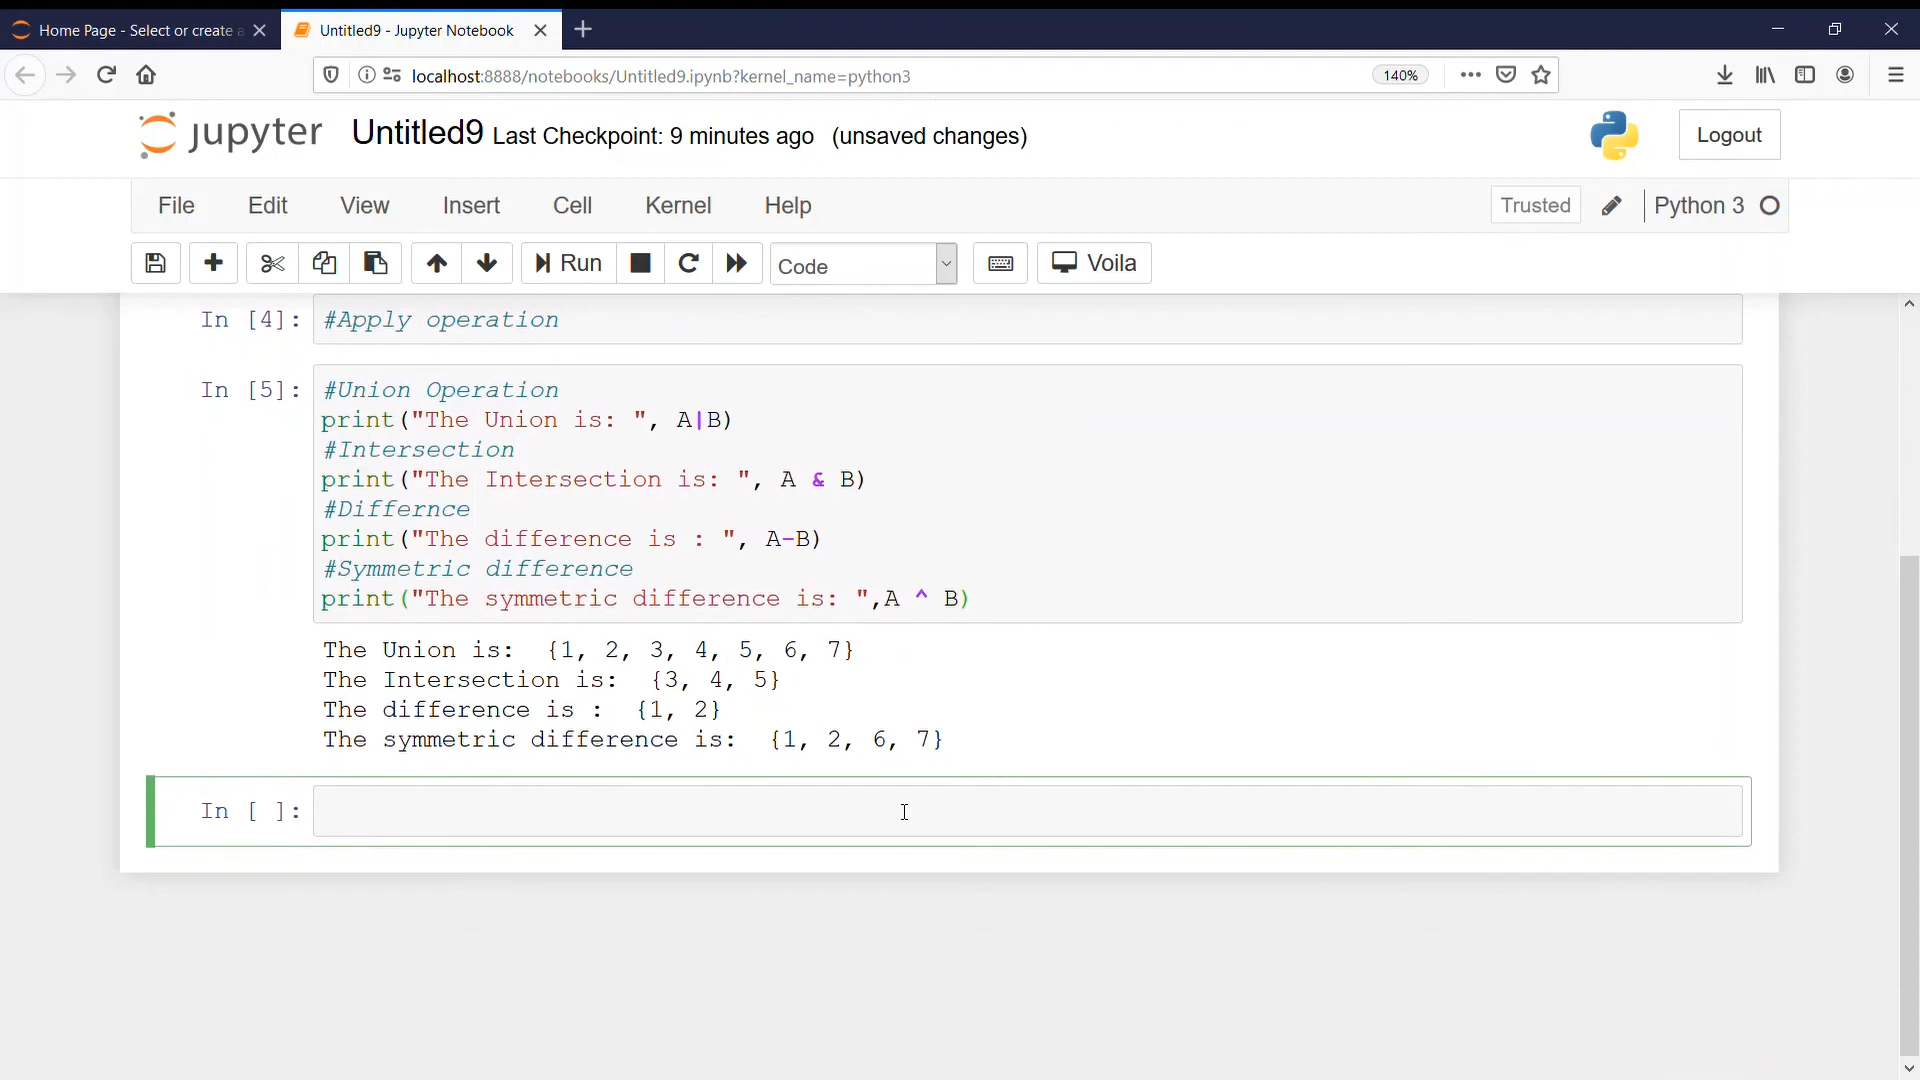 Home Page - Select or create a
Untitled9 - Jupyter Notebook
localhost:8888/notebooks/Untitled9.ipynb?kernel_name=python3
140%
jupyter Untitled9 Last Checkpoint: 9 minutes ago (unsaved changes)
Logout
File Edit View Insert Cell Kernel Help
Trusted
Python 3
Run
Code
Voila
In [4]: #Apply operation
In [5]: #Union Operation
print("The Union is: ", A|B)
#Intersection
print("The Intersection is: ", A & B)
#Differnce
print("The difference is : ", A-B)
#Symmetric difference
print("The symmetric difference is: ",A ^ B)
The Union is:  {1, 2, 3, 4, 5, 6, 7}
The Intersection is:  {3, 4, 5}
The difference is :  {1, 2}
The symmetric difference is:  {1, 2, 6, 7}
In [ ]: